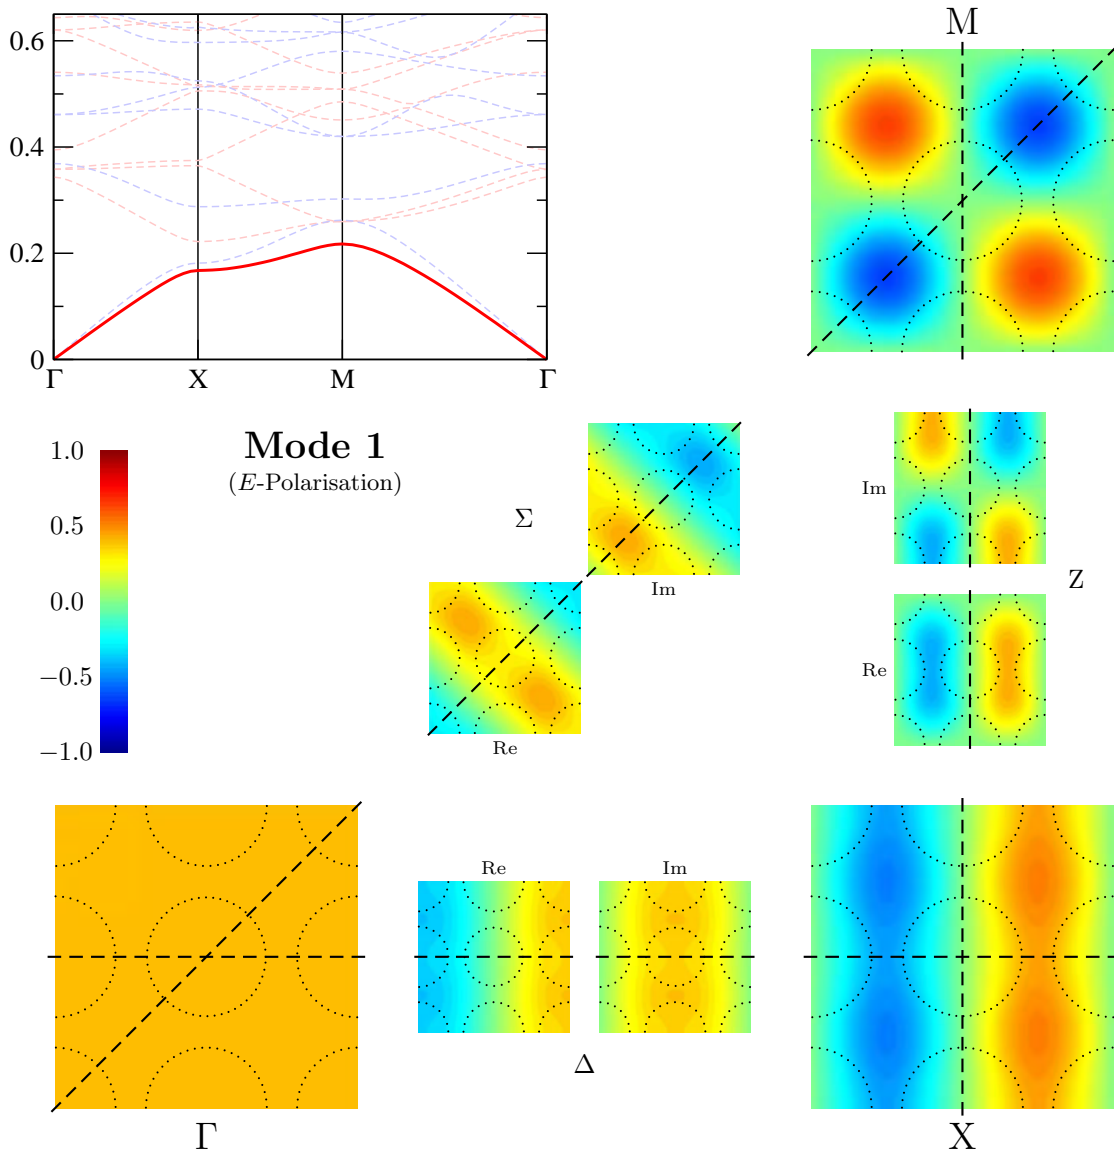 0.6
0.4
0.2
0
Γ X M Γ
M
Mode 1
(E-Polarisation)
1.0
0.5
0.0
−0.5
−1.0
Σ
Im
Re
Im
Re
Z
Re Im
Δ
Γ
X